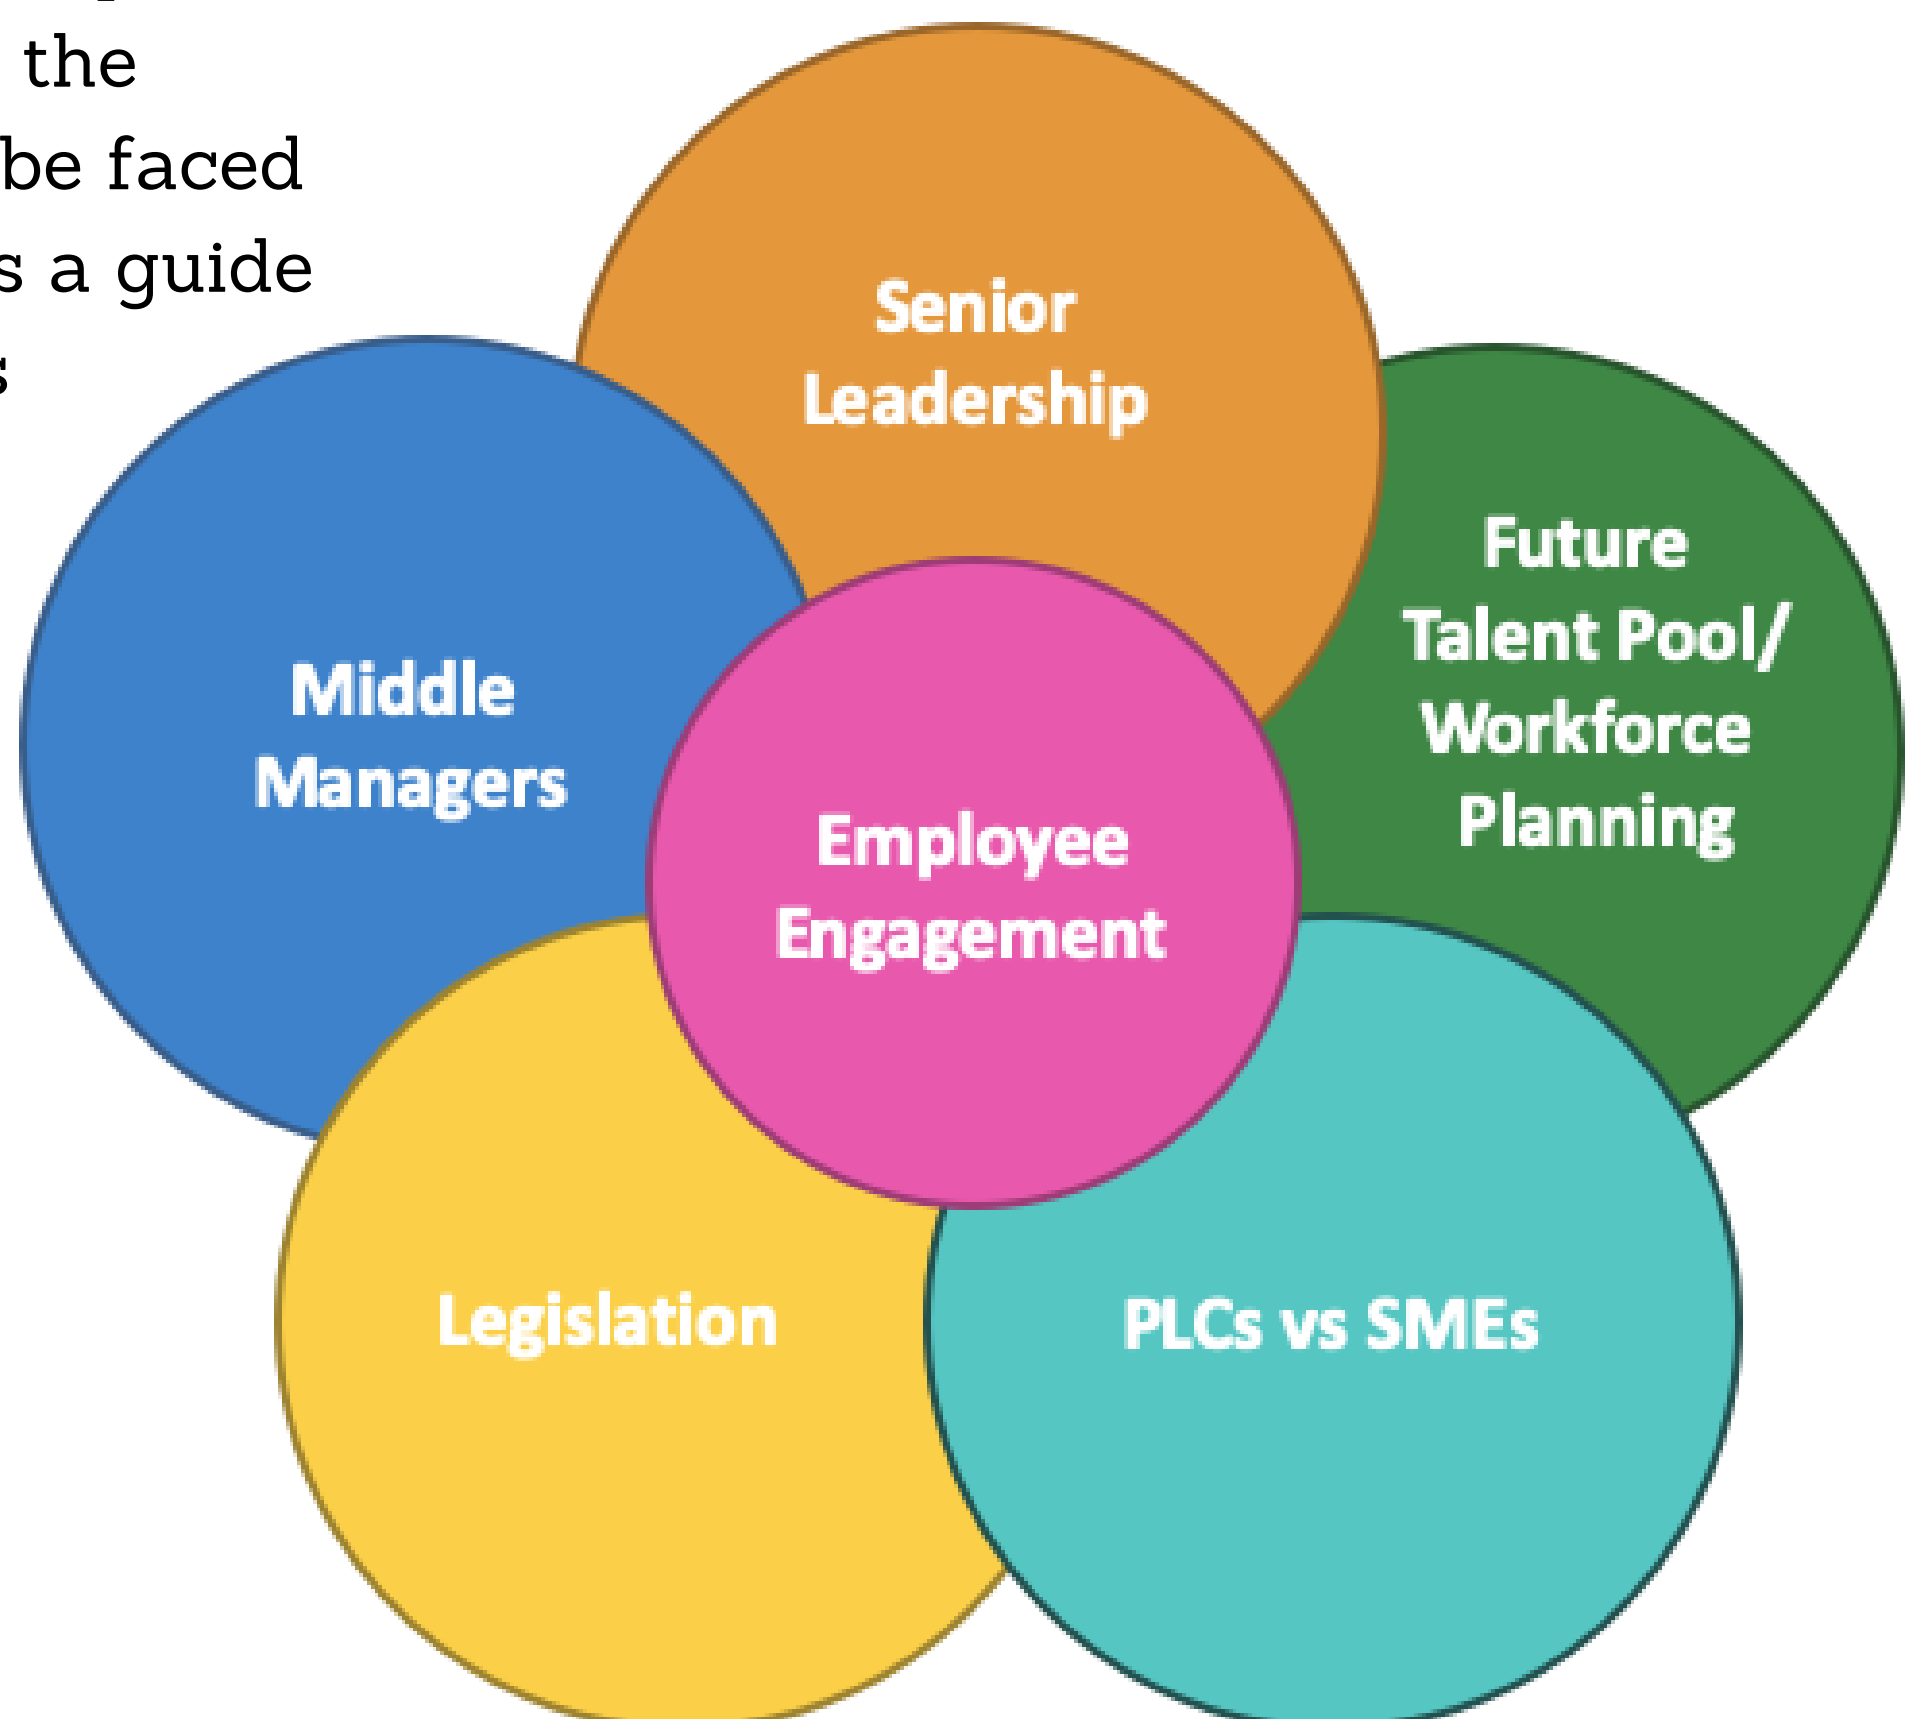 the
be faced
s a guide
s
Senior
Leadership
Future
Talent Pool/
Workforce
Planning
Middle
Managers
Employee
Engagement
Legislation
PLCs vs SMEs